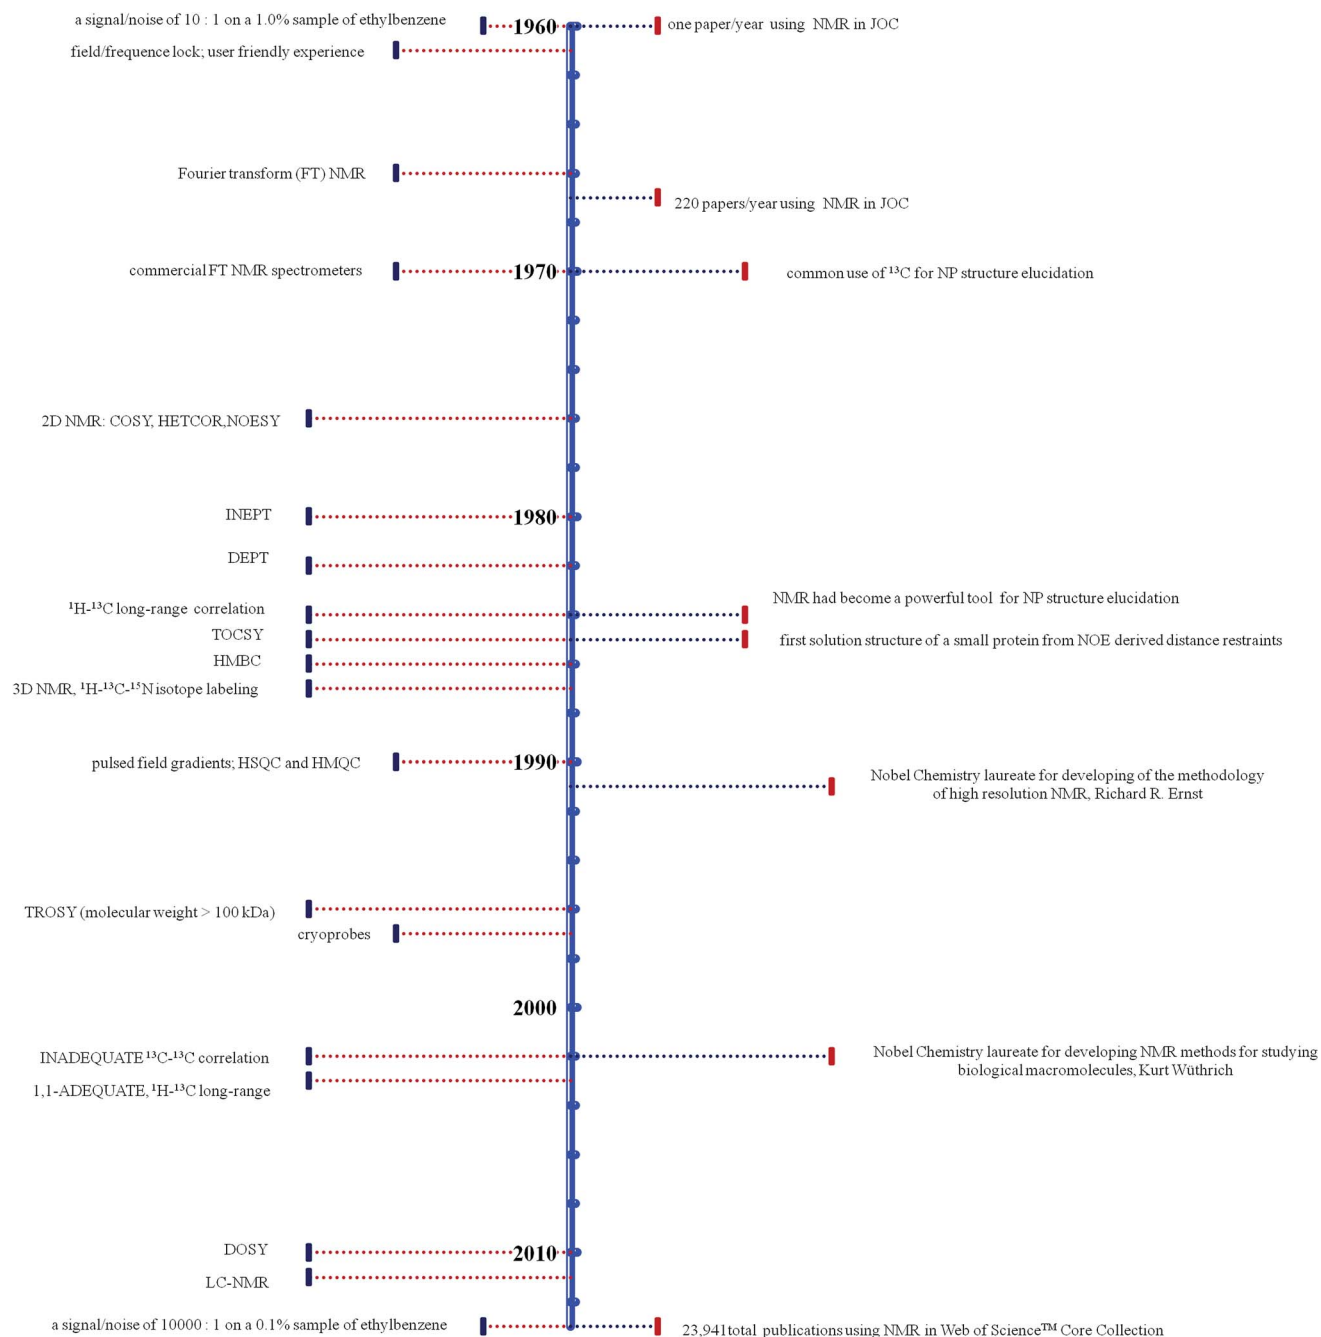 a signal/noise of 10 : 1 on a 1.0% sample of ethylbenzene
1960
one paper/year using NMR in JOC
field/frequence lock; user friendly experience
Fourier transform (FT) NMR
220 papers/year using NMR in JOC
commercial FT NMR spectrometers
1970
common use of ¹³C for NP structure elucidation
2D NMR: COSY, HETCOR,NOESY
INEPT
1980
DEPT
¹H-¹³C long-range correlation
NMR had become a powerful tool for NP structure elucidation
TOCSY
first solution structure of a small protein from NOE derived distance restraints
HMBC
3D NMR, ¹H-¹³C-¹⁵N isotope labeling
pulsed field gradients; HSQC and HMQC
1990
Nobel Chemistry laureate for developing of the methodology
of high resolution NMR, Richard R. Ernst
TROSY (molecular weight > 100 kDa)
cryoprobes
2000
INADEQUATE ¹³C-¹³C correlation
Nobel Chemistry laureate for developing NMR methods for studying
biological macromolecules, Kurt Wüthrich
1,1-ADEQUATE, ¹H-¹³C long-range
DOSY
2010
LC-NMR
a signal/noise of 10000 : 1 on a 0.1% sample of ethylbenzene
23,941 total publications using NMR in Web of Science™ Core Collection